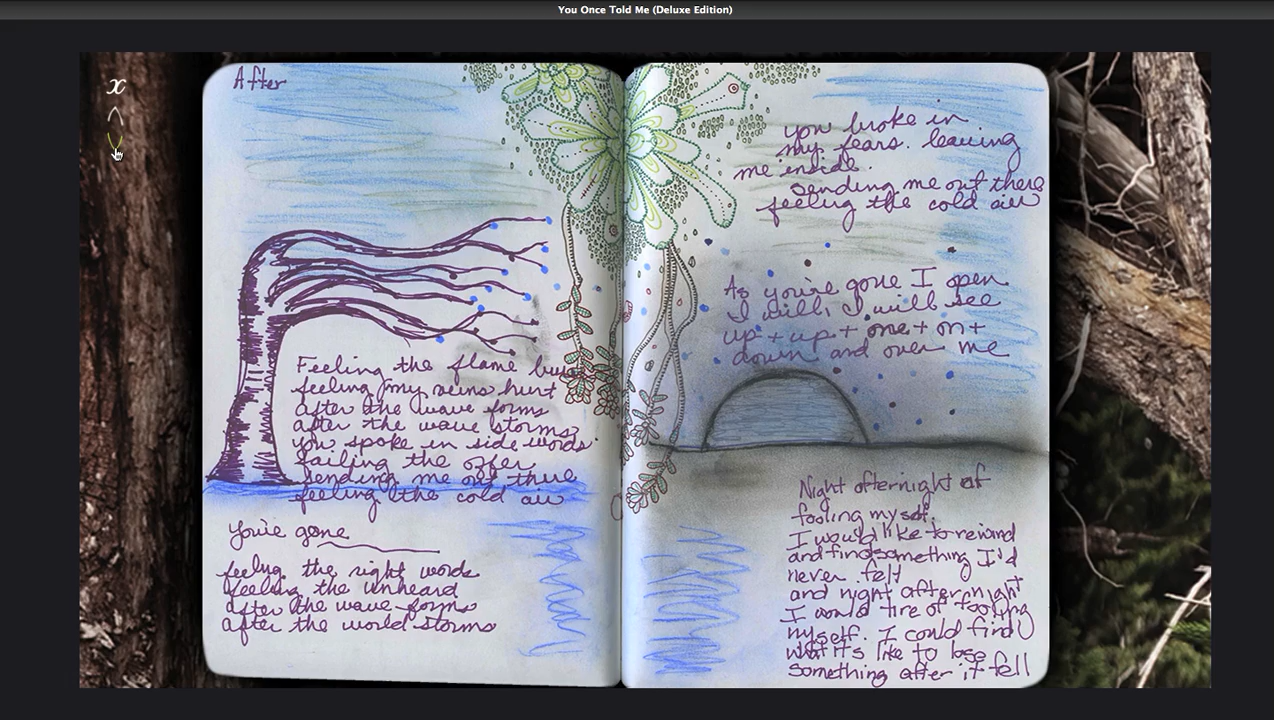 You Once Told Me (Deluxe Edition)
x
After
Feeling the flame
feeling my veins hurt
after the wave forms
after the wave storms
you spoke in side words
failing the offer
sending me out there
feeling the cold air
You're gone
feeling the right words
feeling the unheard
after the wave forms
after the world storms
you broke in
my fears. leaving
me inside.
sending me out there
feeling the cold air
As you're gone I open
I will, I will see
up + up + one + on +
down and over me
Night after night of
fooling myself.
I would like to rewind
and find something I'd
never felt
and night after night
I would tire of fooling
myself. I could find
what it's like to lose
something after it fell